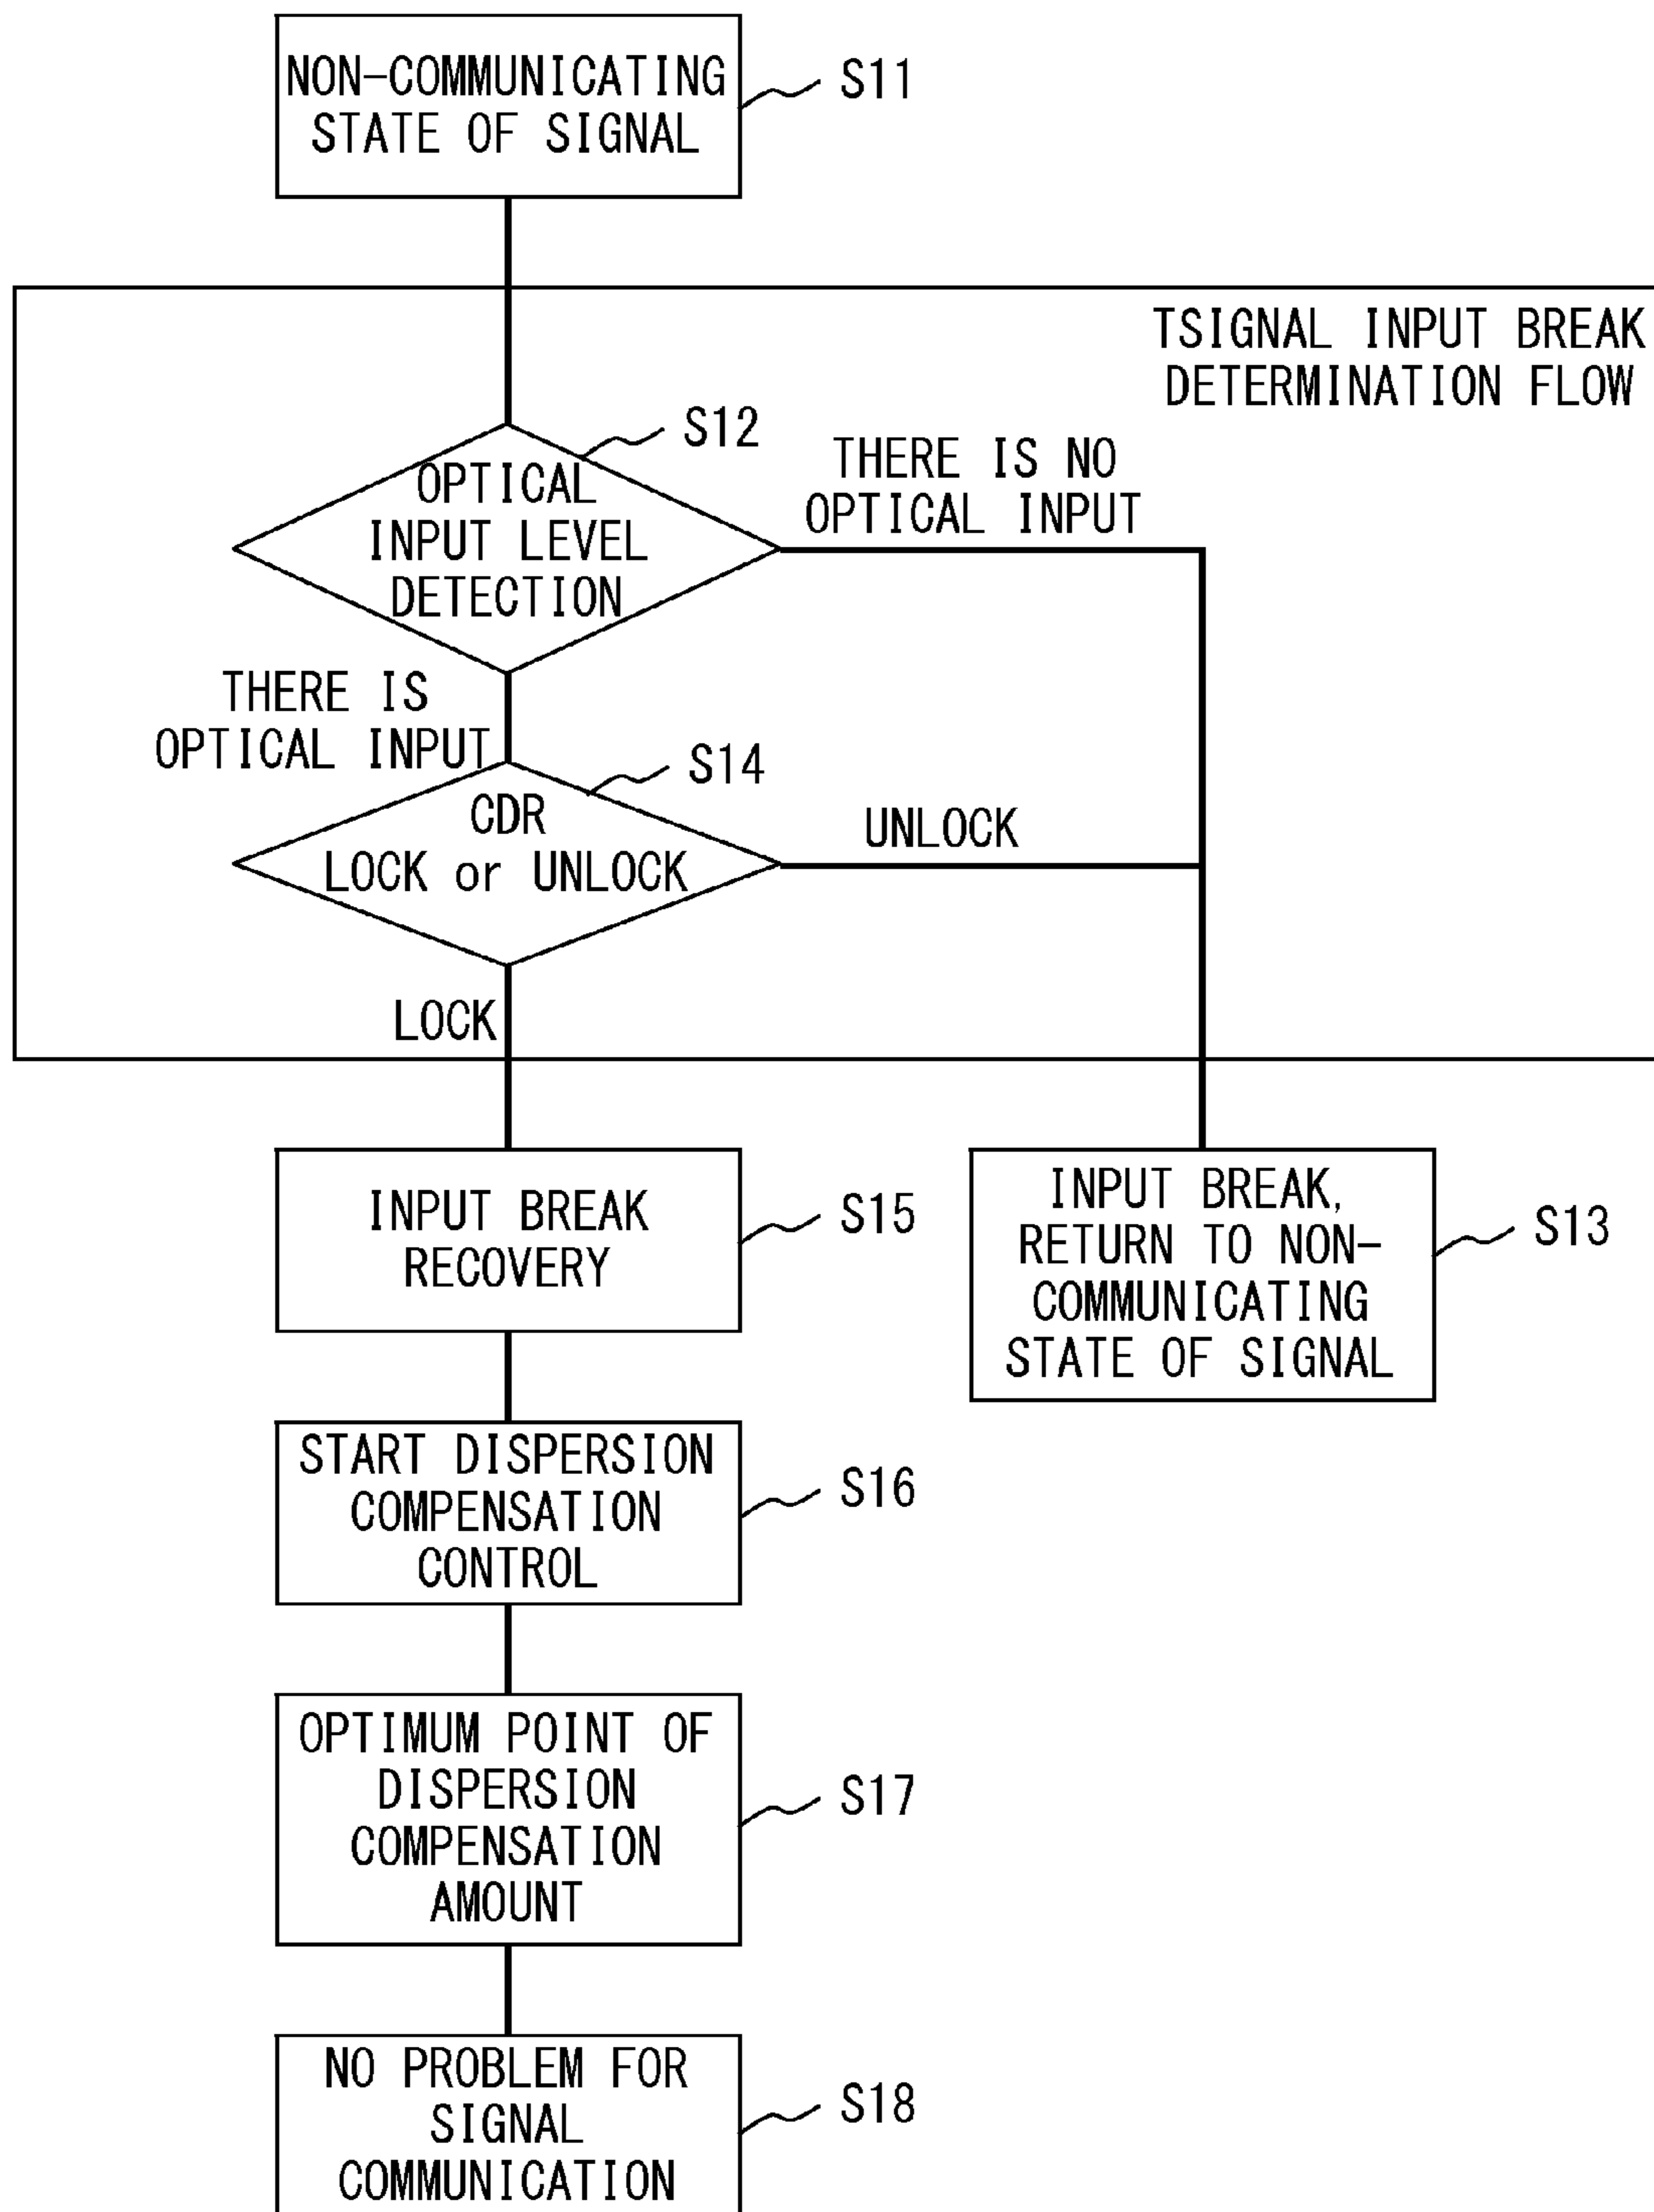 NON-COMMUNICATING
STATE OF SIGNAL
S11
TSIGNAL INPUT BREAK
DETERMINATION FLOW
S12
OPTICAL
INPUT LEVEL
DETECTION
THERE IS NO
OPTICAL INPUT
THERE IS
OPTICAL INPUT
S14
CDR
LOCK or UNLOCK
UNLOCK
LOCK
INPUT BREAK
RECOVERY
S15
INPUT BREAK,
RETURN TO NON-
COMMUNICATING
STATE OF SIGNAL
S13
START DISPERSION
COMPENSATION
CONTROL
S16
OPTIMUM POINT OF
DISPERSION
COMPENSATION
AMOUNT
S17
NO PROBLEM FOR
SIGNAL
COMMUNICATION
S18